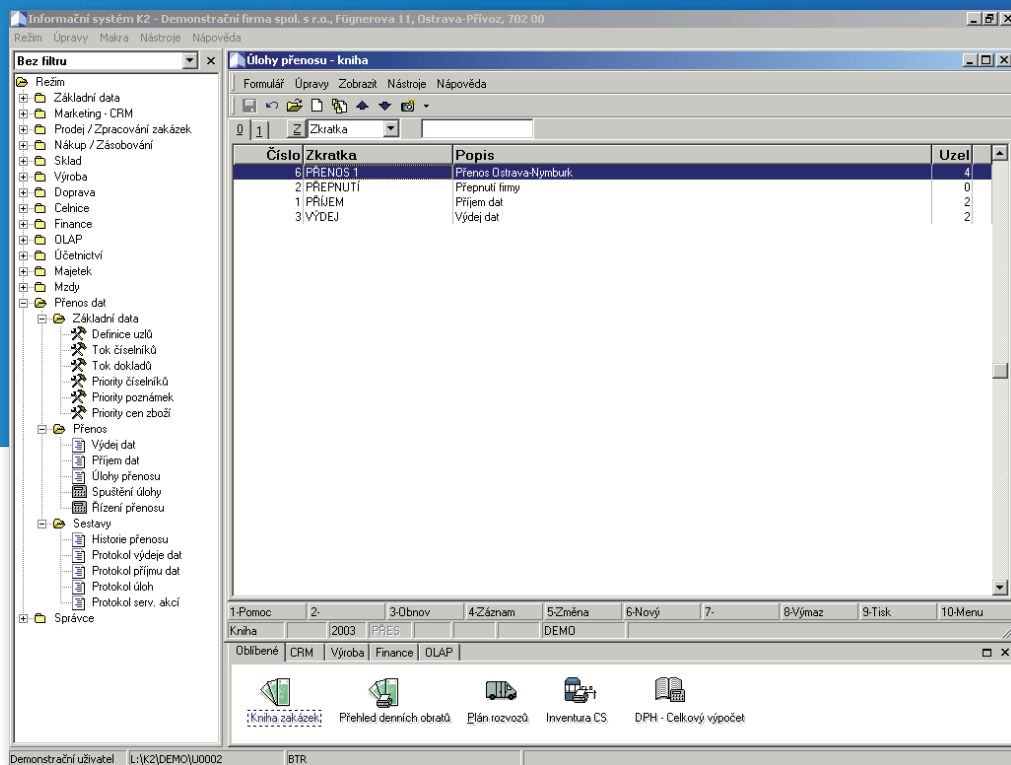 Informační systém K2 - Demonstrační firma spol. s r.o., Fügnerova 11, Ostrava-Přívoz, 702 00
Režim Úpravy Makra Nástroje Nápověda
Bez filtru
Režim
Základní data
Marketing - CRM
Prodej / Zpracování zakázek
Nákup / Zásobování
Sklad
Výroba
Doprava
Celnice
Finance
OLAP
Účetnictví
Majetek
Mzdy
Přenos dat
Základní data
Definice uzlů
Tok číselníků
Tok dokladů
Priority číselníků
Priority poznámek
Priority cen zboží
Přenos
Výdej dat
Příjem dat
Úlohy přenosu
Spuštění úlohy
Řízení přenosu
Sestavy
Historie přenosu
Protokol výdeje dat
Protokol příjmu dat
Protokol úloh
Protokol serv. akcí
Správce
Úlohy přenosu - kniha
Formulář Úpravy Zobrazit Nástroje Nápověda
0 1 Z Zkratka
Číslo Zkratka Popis Uzel
6 PŘENOS 1 Přenos Ostrava-Nymburk 4
2 PŘEPNUTÍ Přepnutí firmy 0
1 PŘÍJEM Příjem dat 2
3 VÝDEJ Výdej dat 2
1-Pomoc 2- 3-Obnov 4-Záznam 5-Změna 6-Nový 7- 8-Výmaz 9-Tisk 10-Menu
Kniha 2003 PŘES DEMO
Oblíbené CRM Výroba Finance OLAP
Kniha zakázek Přehled denních obratů Plán rozvozů Inventura CS DPH - Celkový výpočet
Demonstrační uživatel L:\K2\DEMO\U0002 BTR